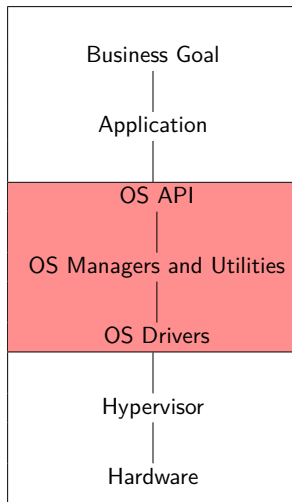 Business Goal
Application
OS API
OS Managers and Utilities
OS Drivers
Hypervisor
Hardware